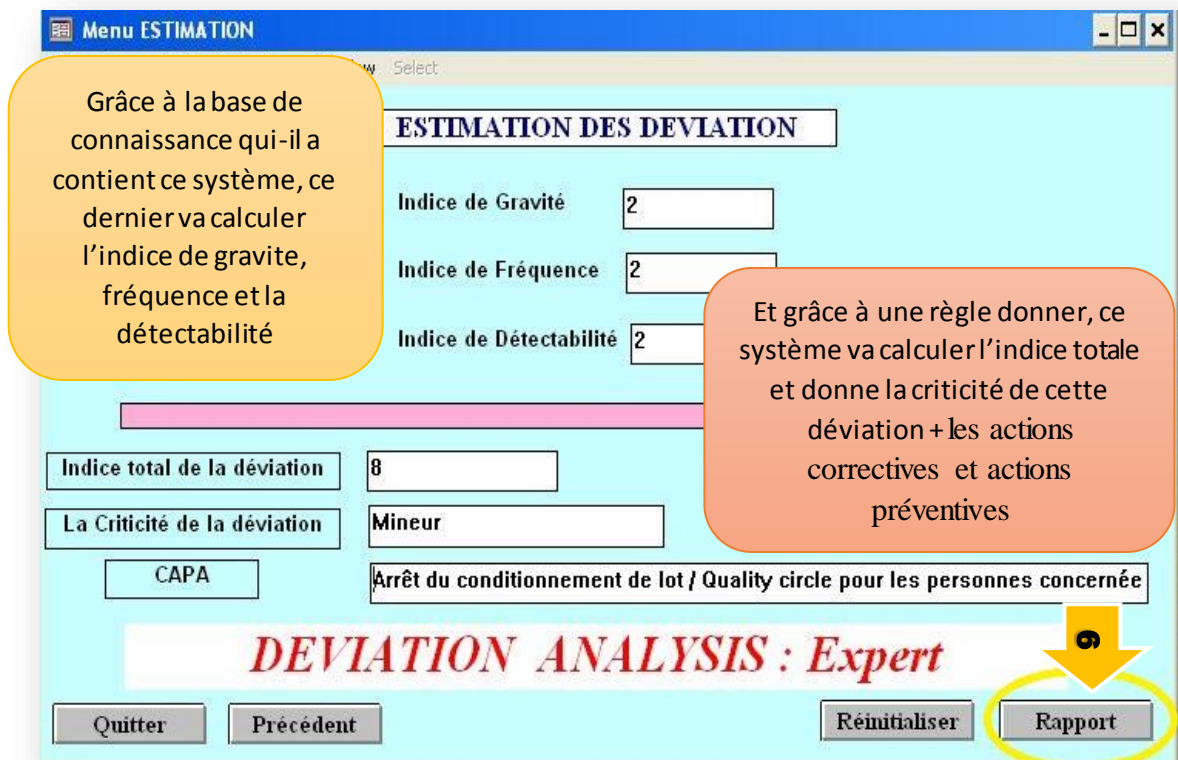 Menu ESTIMATION
Select
Grâce à la base de
connaissance qui-il a
contient ce système, ce
dernier va calculer
l'indice de gravite,
fréquence et la
détectabilité
ESTIMATION DES DEVIATION
Indice de Gravité 2
Indice de Fréquence 2
Indice de Détectabilité 2
Et grâce à une règle donner, ce
système va calculer l'indice totale
et donne la criticité de cette
déviation + les actions
correctives et actions
préventives
Indice total de la déviation 8
La Criticité de la déviation Mineur
CAPA Arrêt du conditionnement de lot / Quality circle pour les personnes concernée
DEVIATION ANALYSIS : Expert
9
Quitter Précédent Réinitialiser Rapport